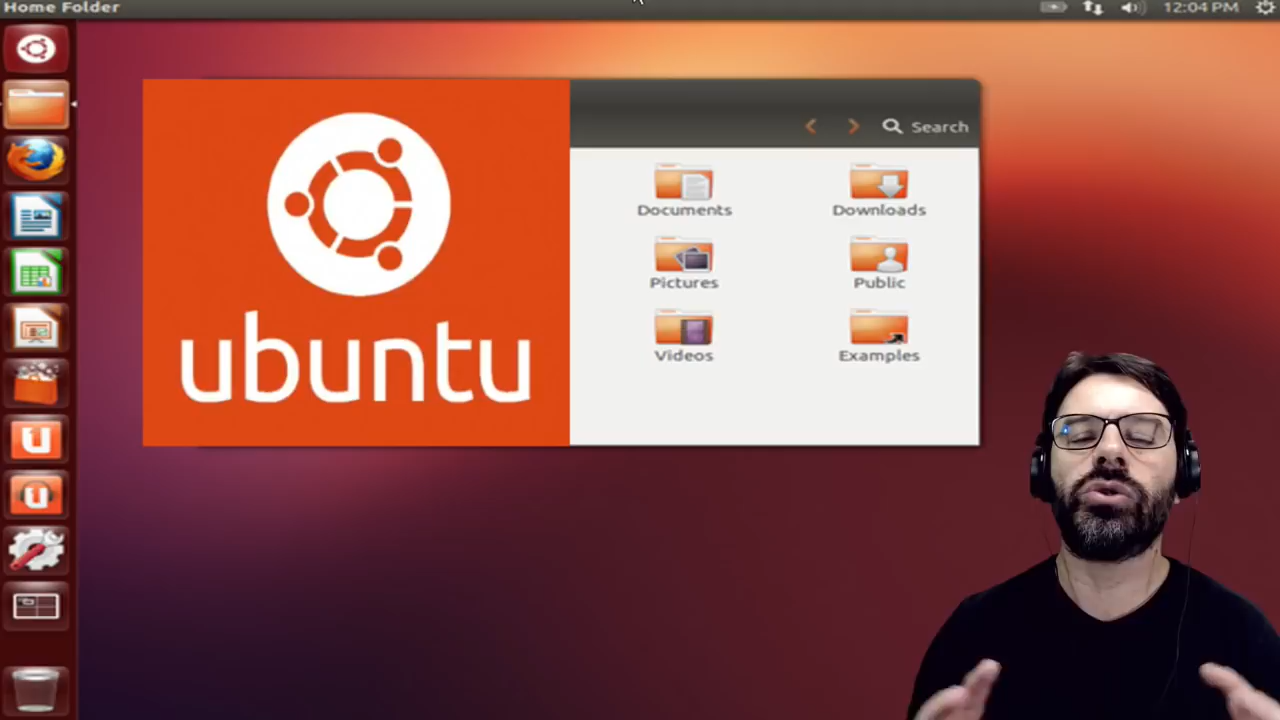 Home Folder
12:04 PM
Search
Documents
Downloads
Pictures
Public
Videos
Examples
ubuntu